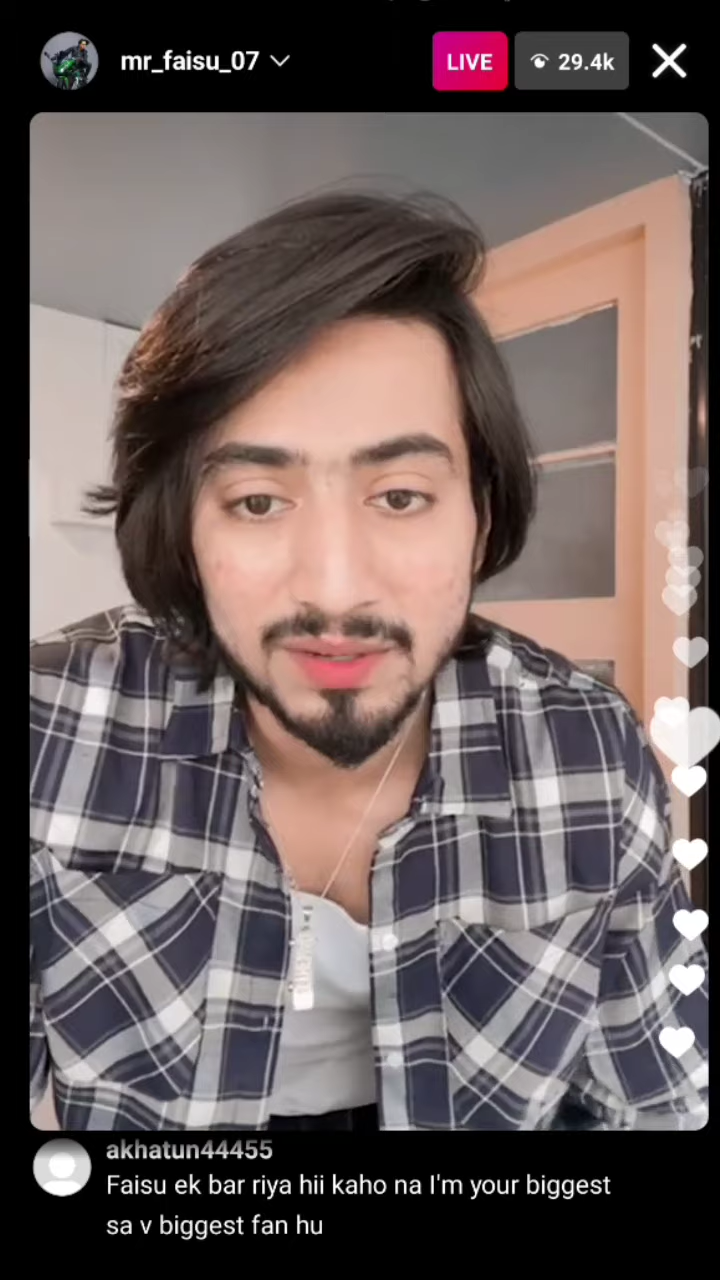 mr_faisu_07
LIVE
29.4k
akhatun44455
Faisu ek bar riya hii kaho na I'm your biggest
sa v biggest fan hu